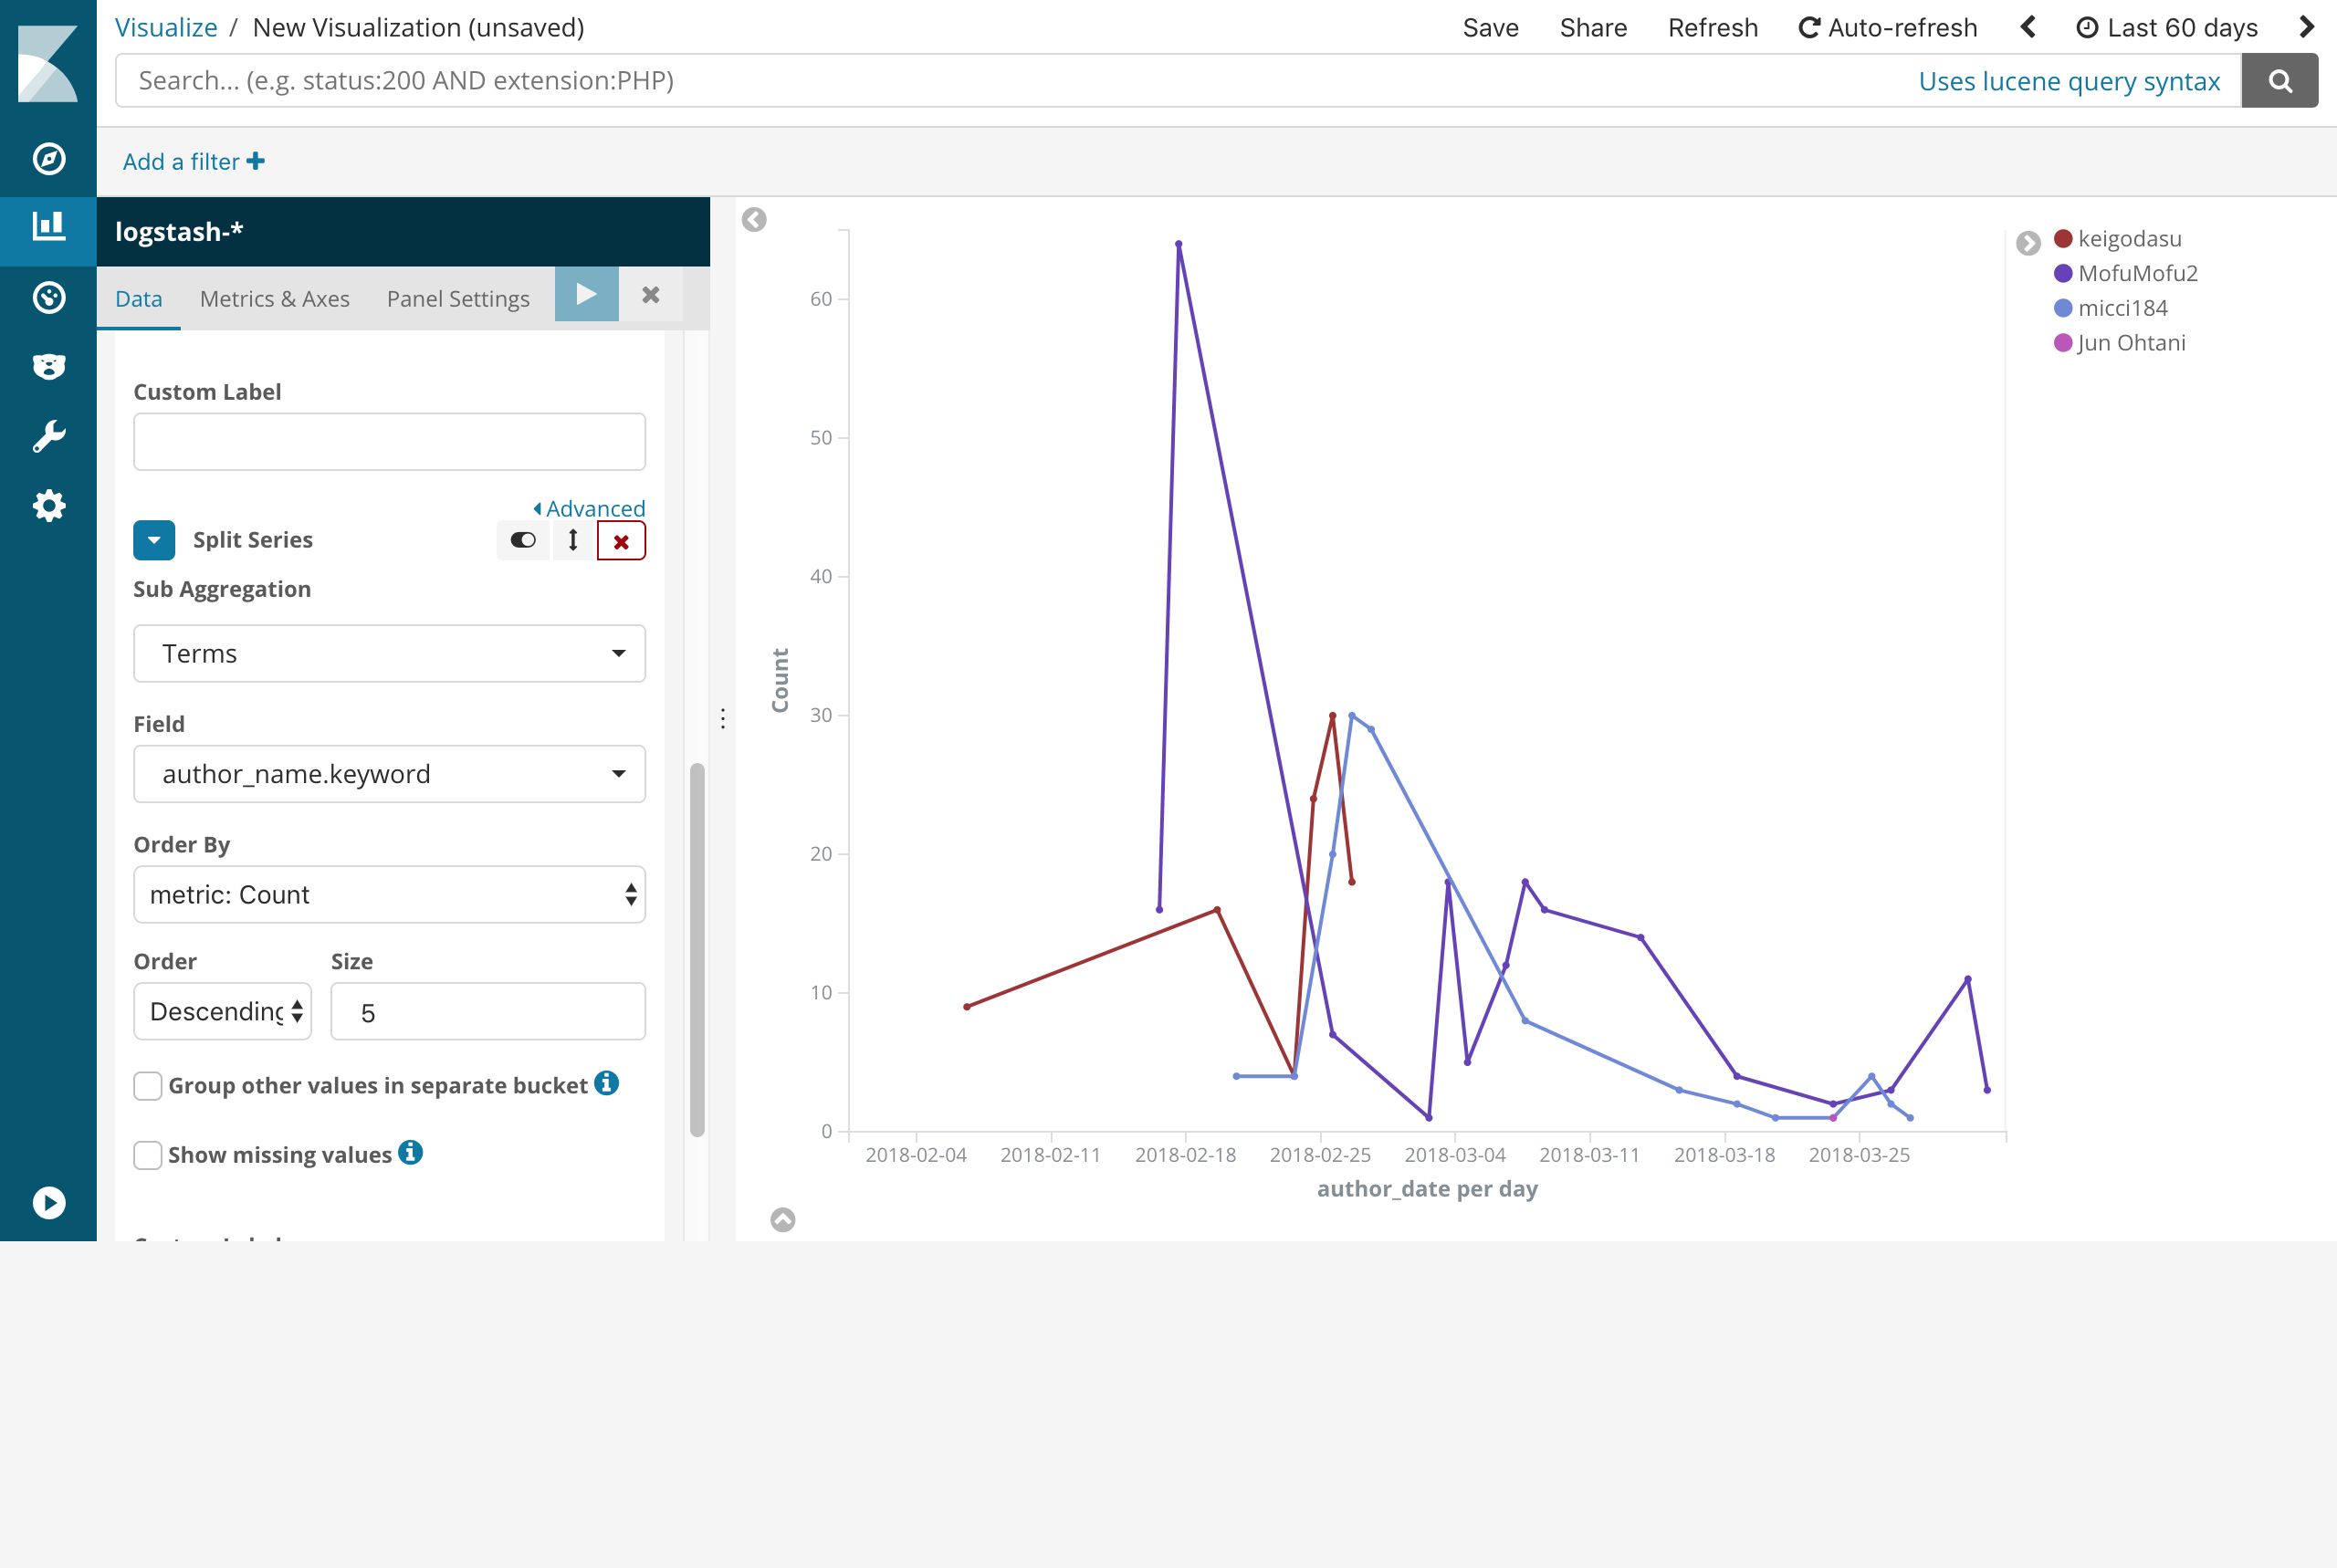 Visualize / New Visualization (unsaved)
Save Share Refresh Auto-refresh Last 60 days
Search... (e.g. status:200 AND extension:PHP)
Uses lucene query syntax
Add a filter
logstash-*
Data Metrics & Axes Panel Settings
Custom Label
Advanced
Split Series
Sub Aggregation
Terms
Field
author_name.keyword
Order By
metric: Count
Order Size
Descending 5
Group other values in separate bucket
Show missing values
Count
60
50
40
30
20
10
0
2018-02-04 2018-02-11 2018-02-18 2018-02-25 2018-03-04 2018-03-11 2018-03-18 2018-03-25
author_date per day
keigodasu
MofuMofu2
micci184
Jun Ohtani